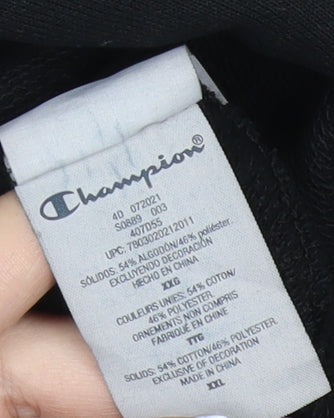 Champion®
4D 072021
S0889 003
407D55
UPC: 7803020212011
SÓLIDOS: 54% ALGODÓN/46% poliéster.
EXCLUYENDO DECORACIÓN
HECHO EN CHINA
XXG
COULEURS UNIES: 54% COTON/
46% POLYESTER.
ORNEMENTS NON COMPRIS
FABRIQUÉ EN CHINE
TTG
SOLIDS: 54% COTTON/46% POLYESTER
EXCLUSIVE OF DECORATION
MADE IN CHINA
XXL